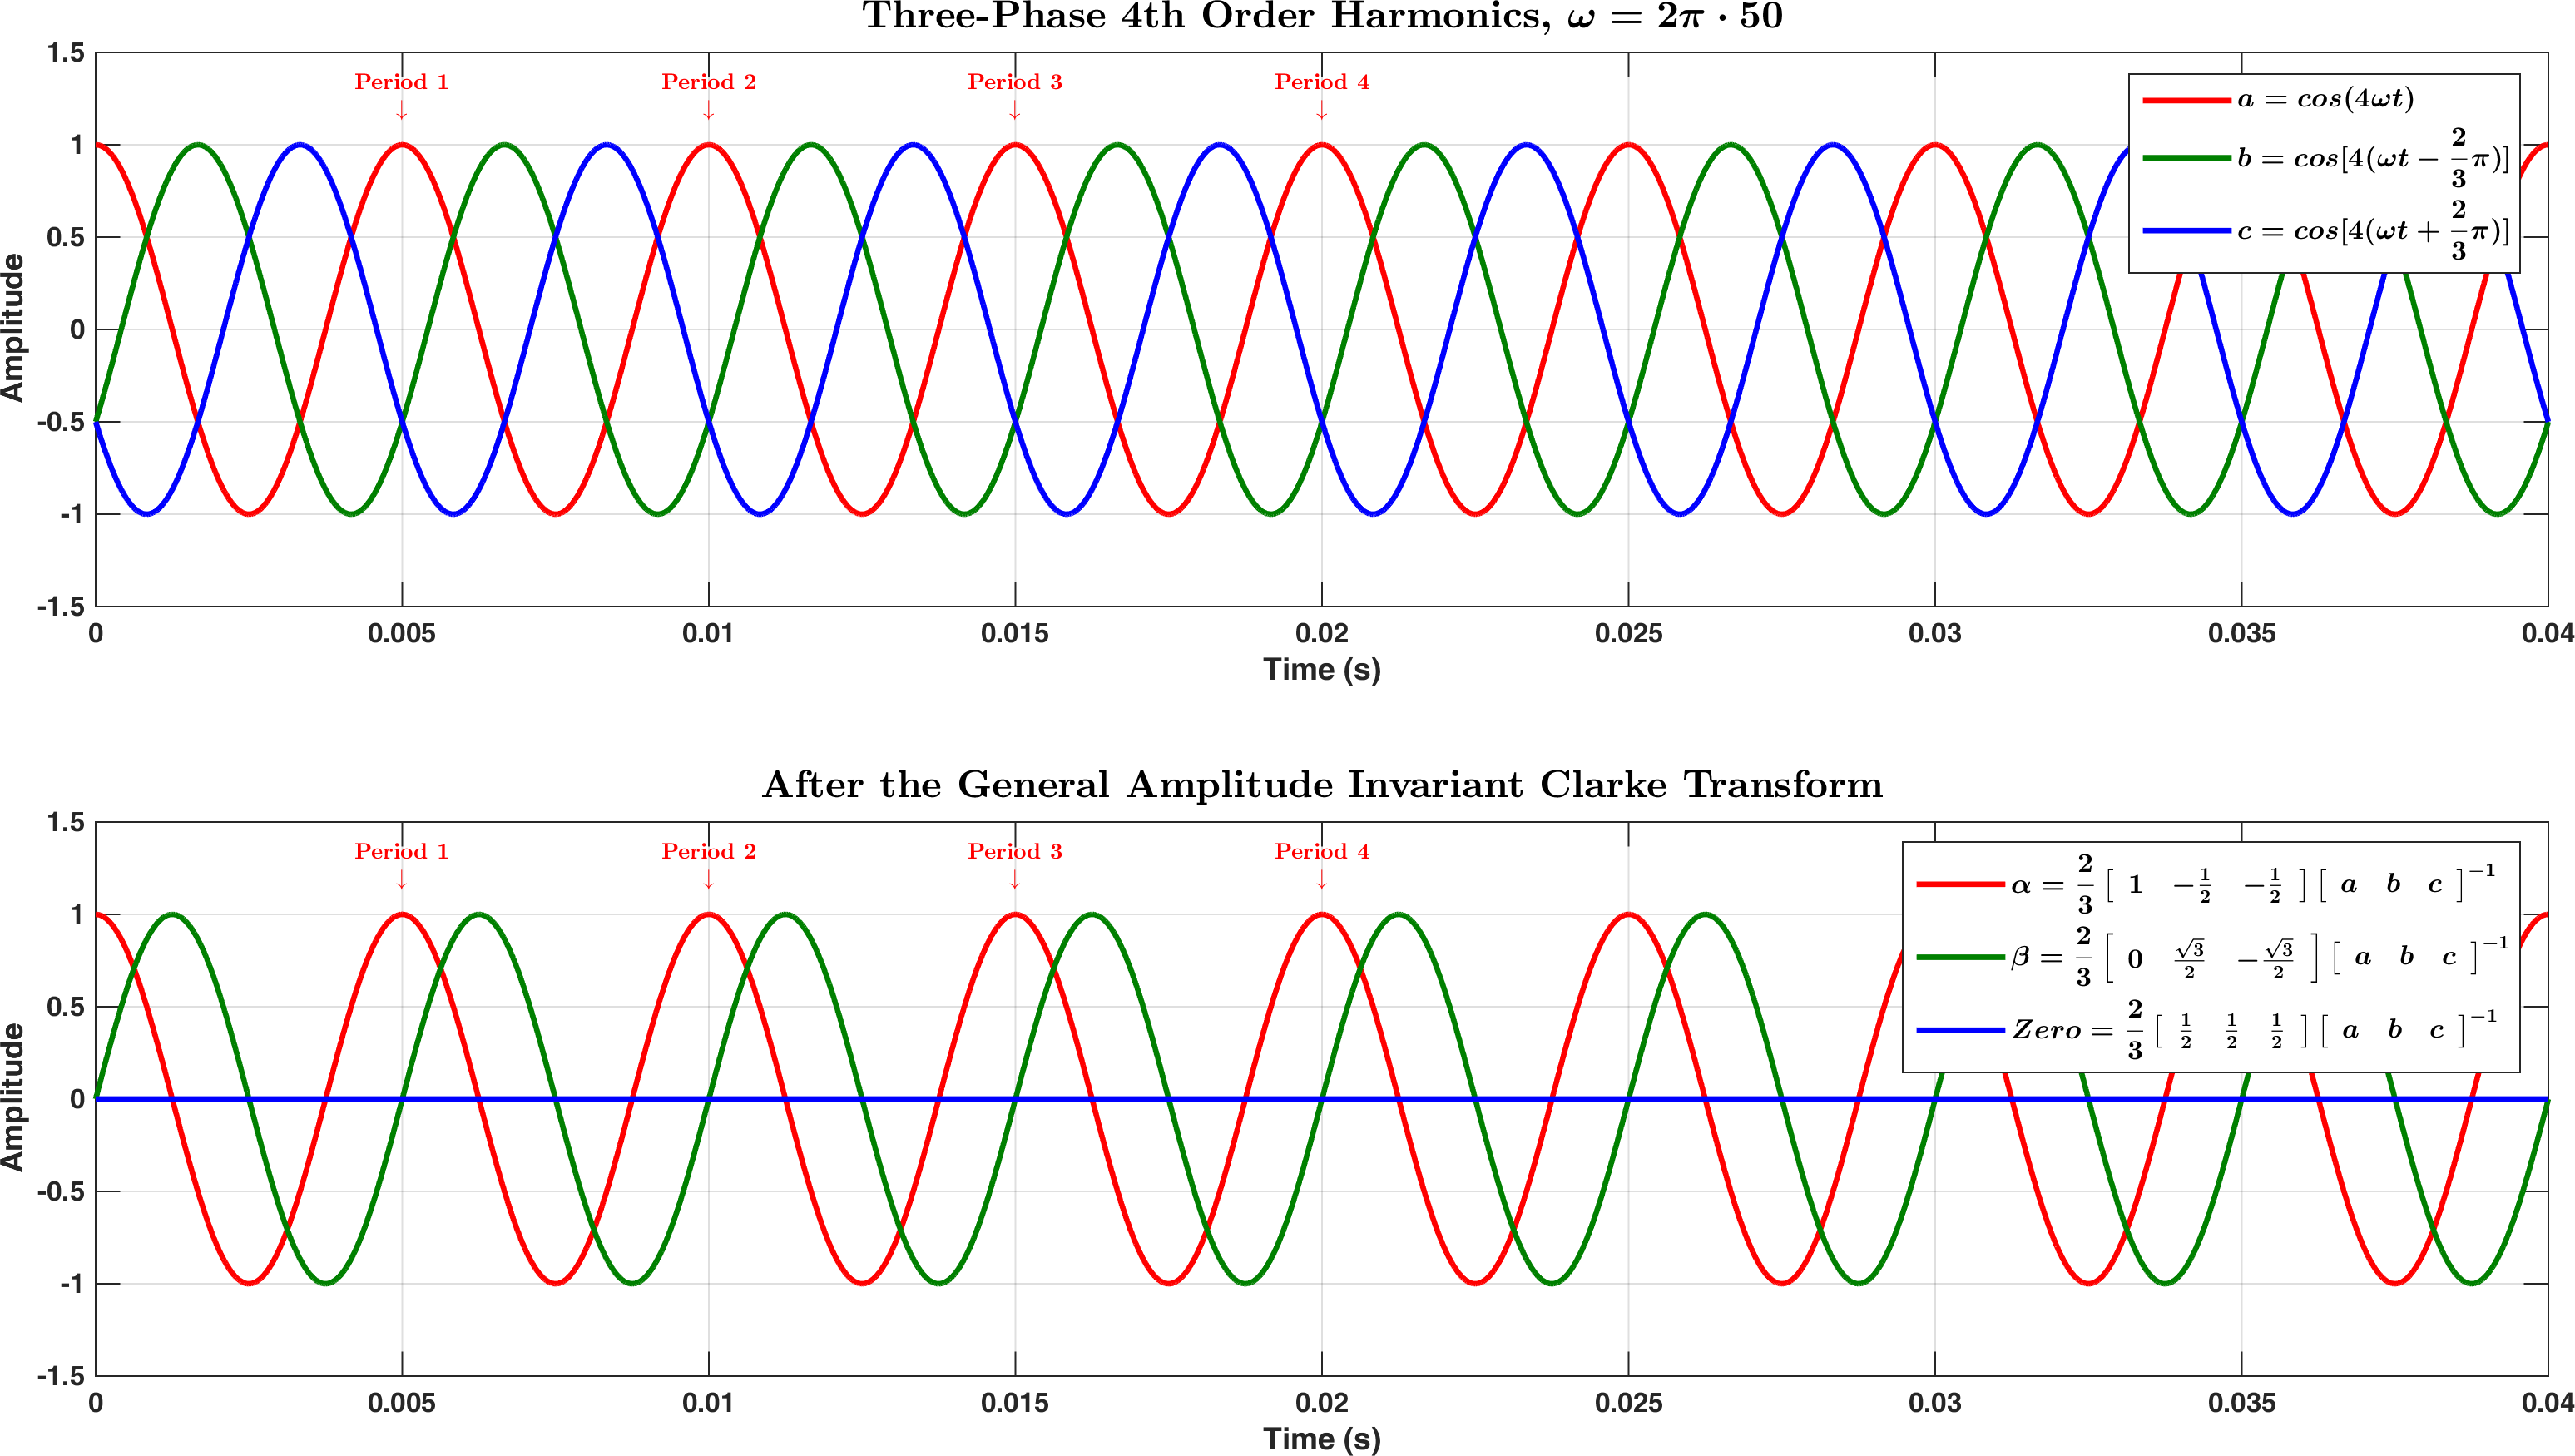 Three-Phase 4th Order Harmonics, ω = 2π · 50
1.5
1
0.5
0
-0.5
-1
-1.5
Amplitude
Period 1 Period 2 Period 3 Period 4
↓ ↓ ↓ ↓
a = cos(4ωt)
b = cos[4(ωt − 2/3 π)]
c = cos[4(ωt + 2/3 π)]
0 0.005 0.01 0.015 0.02 0.025 0.03 0.035 0.04
Time (s)
After the General Amplitude Invariant Clarke Transform
1.5
1
0.5
0
-0.5
-1
-1.5
Amplitude
Period 1 Period 2 Period 3 Period 4
↓ ↓ ↓ ↓
α = 2/3 [ 1 −1/2 −1/2 ] [ a b c ]⁻¹
β = 2/3 [ 0 √3/2 −√3/2 ] [ a b c ]⁻¹
Zero = 2/3 [ 1/2 1/2 1/2 ] [ a b c ]⁻¹
0 0.005 0.01 0.015 0.02 0.025 0.03 0.035 0.04
Time (s)